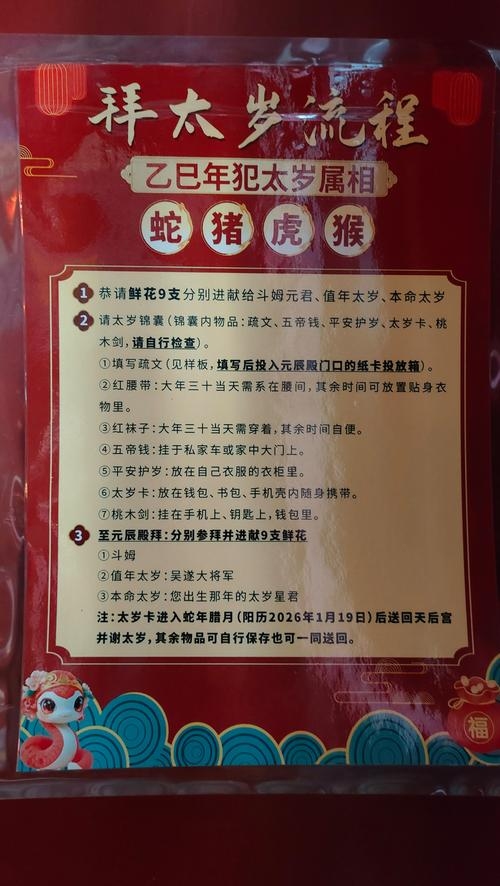 拜太岁流程
乙巳年犯太岁属相
蛇 猪 虎 猴
1 恭请鲜花9支分别进献给斗姆元君、值年太岁、本命太岁
2 请太岁锦囊（锦囊内物品：疏文、五帝钱、平安护岁、太岁卡、桃
木剑，请自行检查）。
①填写疏文（见样板，填写后投入元辰殿门口的纸卡投放箱）。
②红腰带：大年三十当天需系在腰间，其余时间可放置贴身衣
物里。
③红袜子：大年三十当天需穿着，其余时间自便。
④五帝钱：挂于私家车或家中大门上。
⑤平安护岁：放在自己衣服的衣柜里。
⑥太岁卡：放在钱包、书包、手机壳内随身携带。
⑦桃木剑：挂在手机上、钥匙上，钱包里。
3 至元辰殿拜：分别参拜并进献9支鲜花
①斗姆
②值年太岁：吴遂大将军
③本命太岁：您出生那年的太岁星君
注：太岁卡进入蛇年腊月（阳历2026年1月19日）后送回天后宫
并谢太岁，其余物品可自行保存也可一同送回。
福